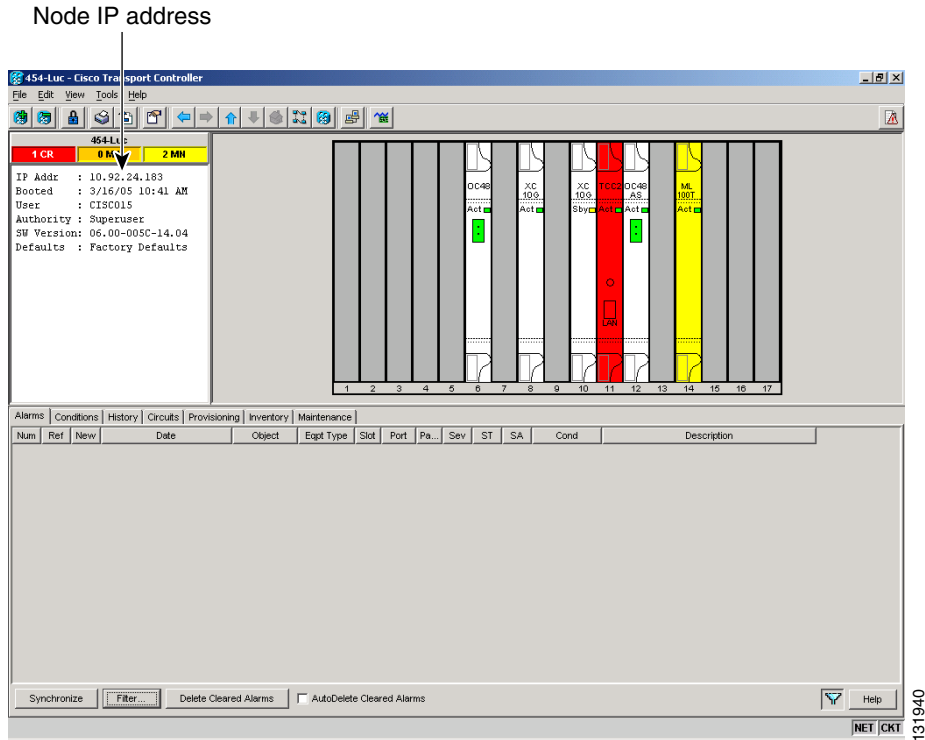 Node IP address
454-Luc - Cisco Transport Controller
File Edit View Tools Help
454-Luc
1 CR 0 M 2 MN
IP Addr : 10.92.24.183
Booted : 3/16/05 10:41 AM
User : CISC015
Authority : Superuser
SW Version: 06.00-005C-14.04
Defaults : Factory Defaults
OC48 XC 10G XC 10G TCC2 OC48 AS ML 100T
Act Act Sby Act Act Act
LAN
1 2 3 4 5 6 7 8 9 10 11 12 13 14 15 16 17
Alarms Conditions History Circuits Provisioning Inventory Maintenance
Num Ref New Date Object Eqpt Type Slot Port Pa... Sev ST SA Cond Description
Synchronize Filter... Delete Cleared Alarms AutoDelete Cleared Alarms Help
NET CKT
131940